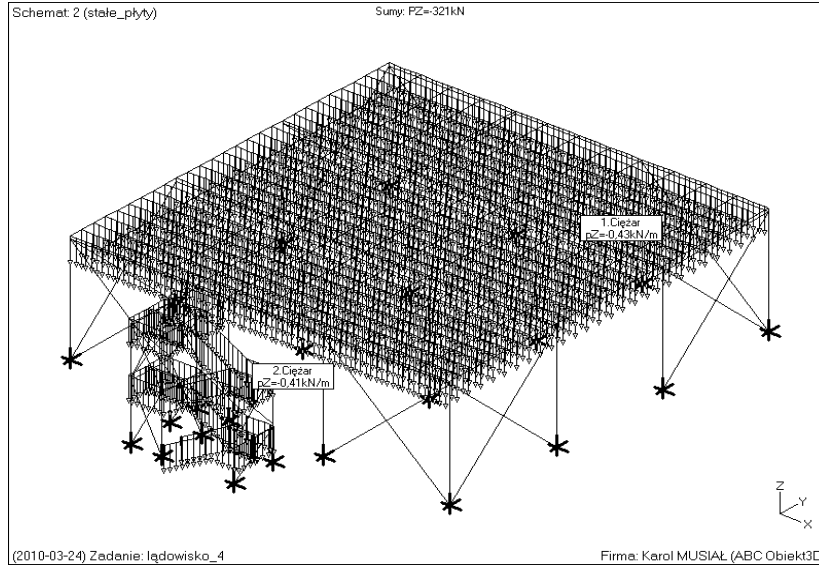 Schemat: 2 (stałe_płyty)
Sumy: PZ=-321kN
1.Ciężar
pZ=-0,43kN/m
2.Ciężar
pZ=-0,41kN/m
Z
Y
X
(2010-03-24) Zadanie: lądowisko_4
Firma: Karol MUSIAŁ (ABC Obiekt3D